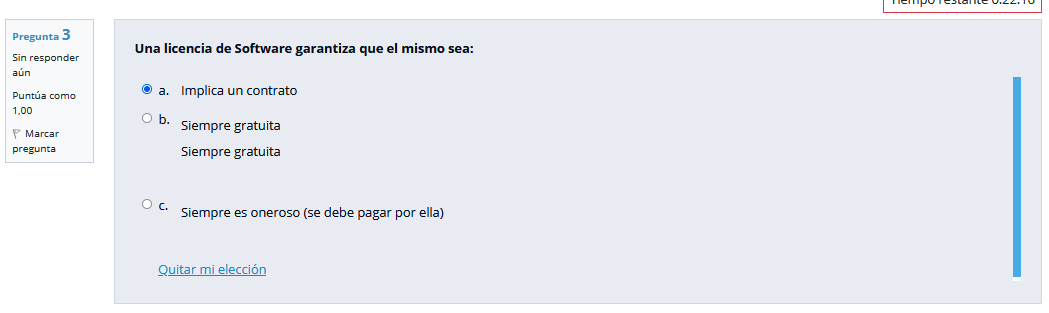 Tiempo restante 0:22:10
Pregunta 3
Sin responder
aún
Puntúa como
1,00
Marcar
pregunta
Una licencia de Software garantiza que el mismo sea:
a. Implica un contrato
b. Siempre gratuita
Siempre gratuita
c. Siempre es oneroso (se debe pagar por ella)
Quitar mi elección